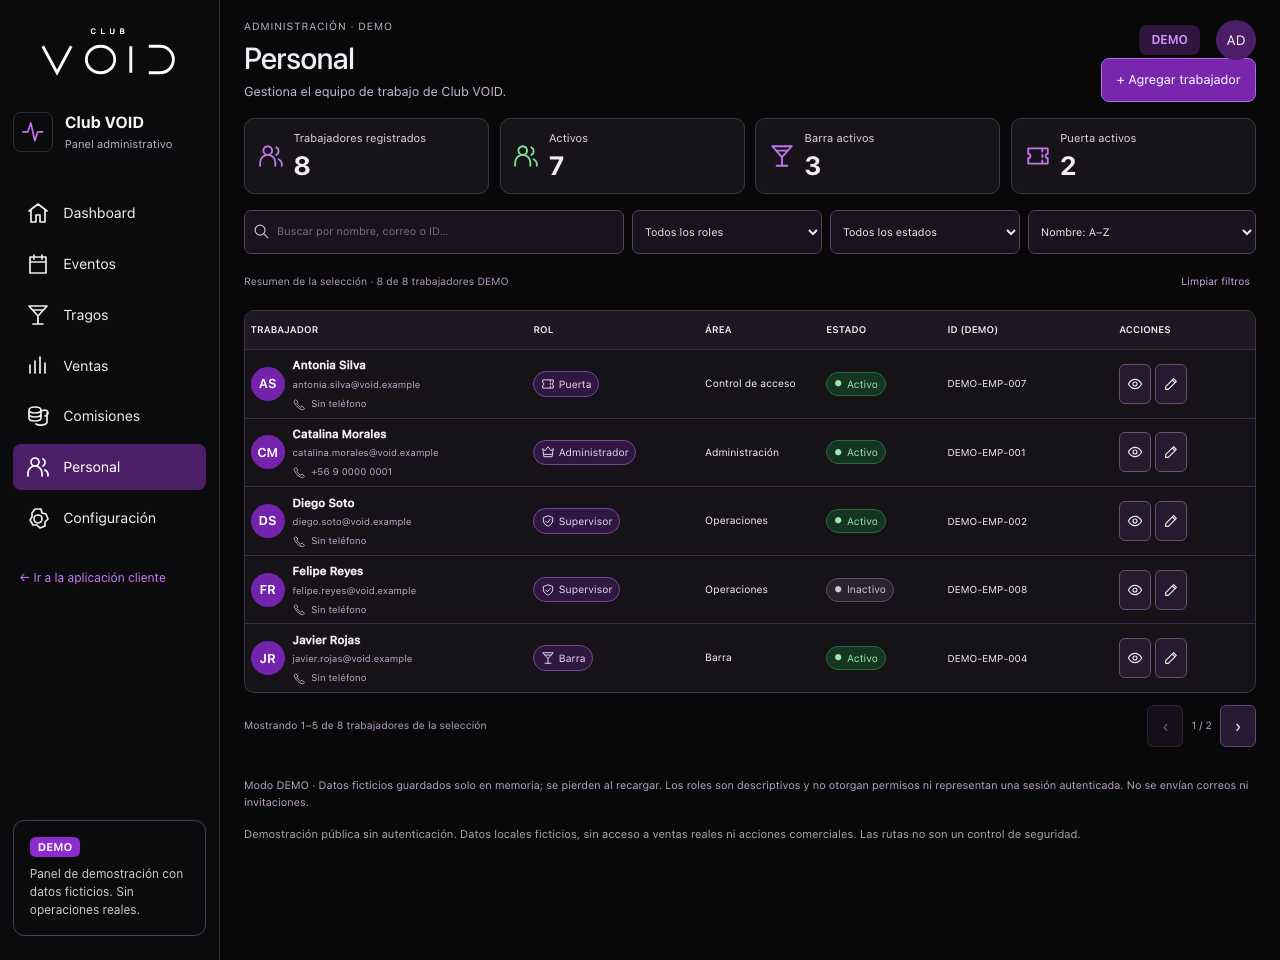 CLUB
VOID
Club VOID
Panel administrativo
Dashboard
Eventos
Tragos
Ventas
Comisiones
Personal
Configuración
← Ir a la aplicación cliente
DEMO
Panel de demostración con
datos ficticios. Sin
operaciones reales.
ADMINISTRACIÓN · DEMO
DEMO
AD
Personal
Gestiona el equipo de trabajo de Club VOID.
+ Agregar trabajador
Trabajadores registrados
8
Activos
7
Barra activos
3
Puerta activos
2
Buscar por nombre, correo o ID...
Todos los roles
Todos los estados
Nombre: A–Z
Resumen de la selección · 8 de 8 trabajadores DEMO
Limpiar filtros
TRABAJADOR ROL ÁREA ESTADO ID (DEMO) ACCIONES
AS
Antonia Silva
antonia.silva@void.example
Sin teléfono
Puerta
Control de acceso
Activo
DEMO-EMP-007
CM
Catalina Morales
catalina.morales@void.example
+56 9 0000 0001
Administrador
Administración
Activo
DEMO-EMP-001
DS
Diego Soto
diego.soto@void.example
Sin teléfono
Supervisor
Operaciones
Activo
DEMO-EMP-002
FR
Felipe Reyes
felipe.reyes@void.example
Sin teléfono
Supervisor
Operaciones
Inactivo
DEMO-EMP-008
JR
Javier Rojas
javier.rojas@void.example
Sin teléfono
Barra
Barra
Activo
DEMO-EMP-004
Mostrando 1–5 de 8 trabajadores de la selección
‹ 1 / 2 ›
Modo DEMO · Datos ficticios guardados solo en memoria; se pierden al recargar. Los roles son descriptivos y no otorgan permisos ni representan una sesión autenticada. No se envían correos ni
invitaciones.
Demostración pública sin autenticación. Datos locales ficticios, sin acceso a ventas reales ni acciones comerciales. Las rutas no son un control de seguridad.